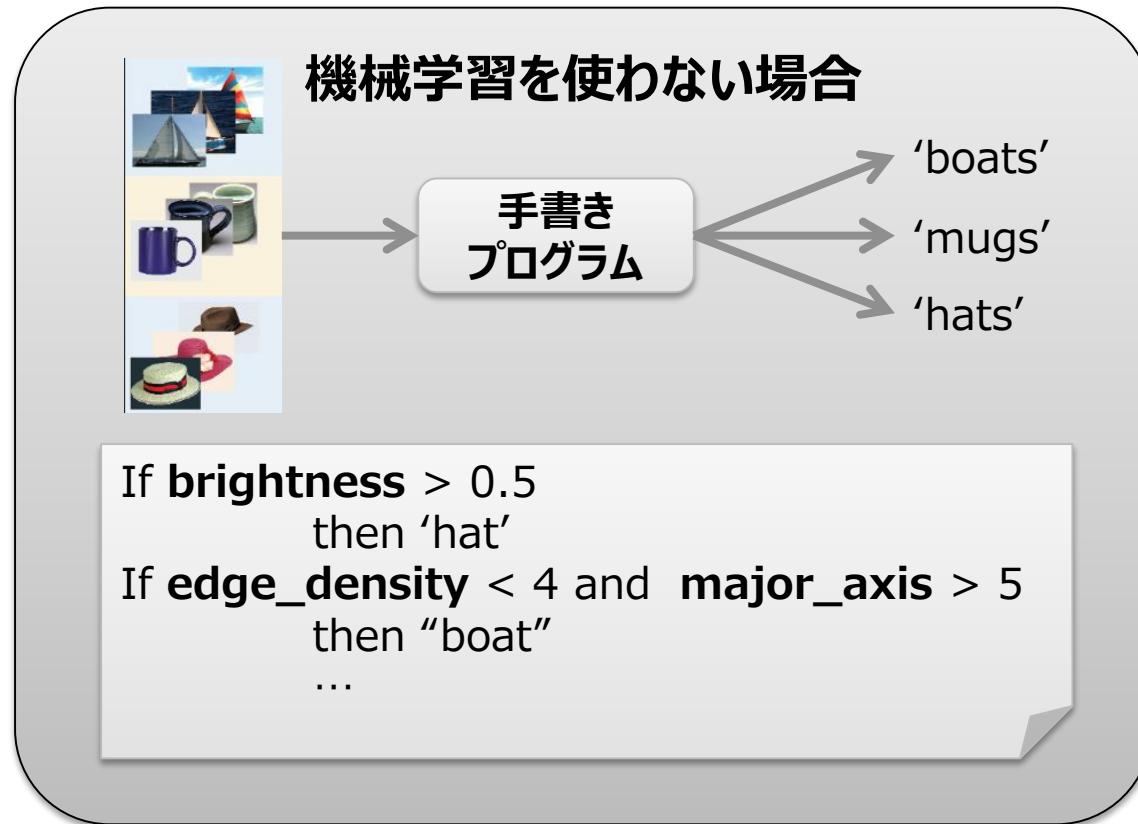 機械学習を使わない場合
手書き
プログラム
‘boats’
‘mugs’
‘hats’
If brightness > 0.5
then ‘hat’
If edge_density < 4 and major_axis > 5
then “boat”
…